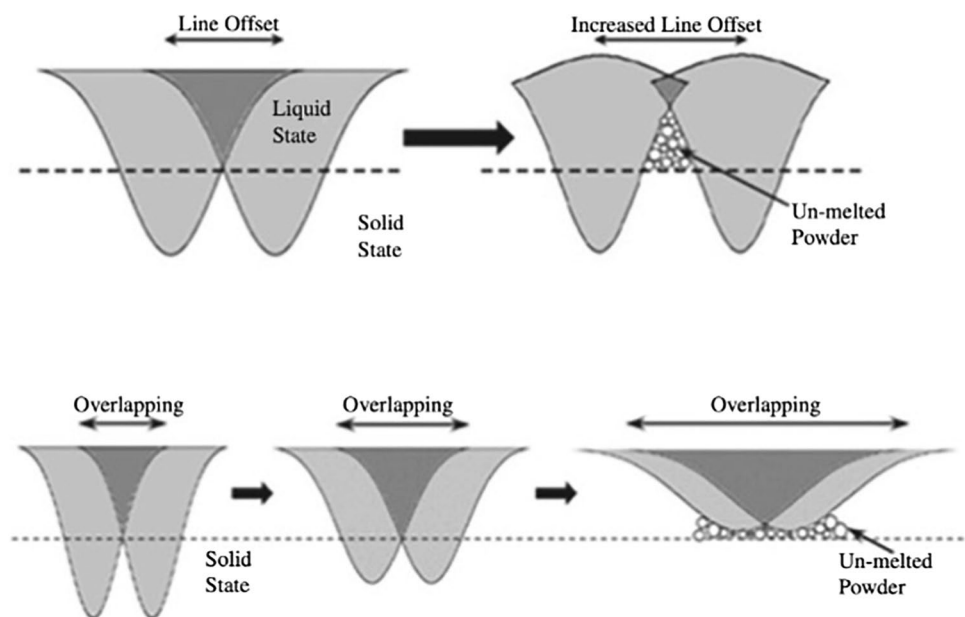 Line Offset
Increased Line Offset
Liquid
State
Solid
State
Un-melted
Powder
Overlapping
Overlapping
Overlapping
Solid
State
Un-melted
Powder